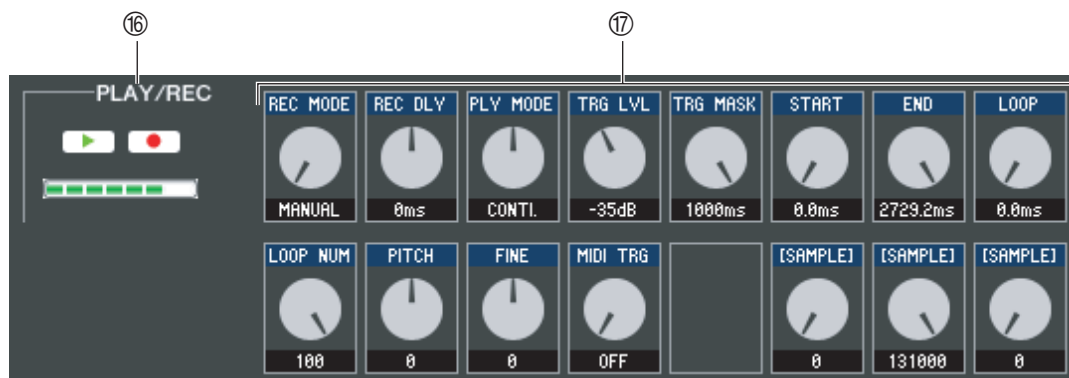 ⑯ ⑰
PLAY/REC
REC MODE REC DLY PLY MODE TRG LVL TRG MASK START END LOOP
MANUAL 0ms CONTI. -35dB 1000ms 0.0ms 2729.2ms 0.0ms
LOOP NUM PITCH FINE MIDI TRG [SAMPLE] [SAMPLE] [SAMPLE]
100 0 0 OFF 0 131000 0